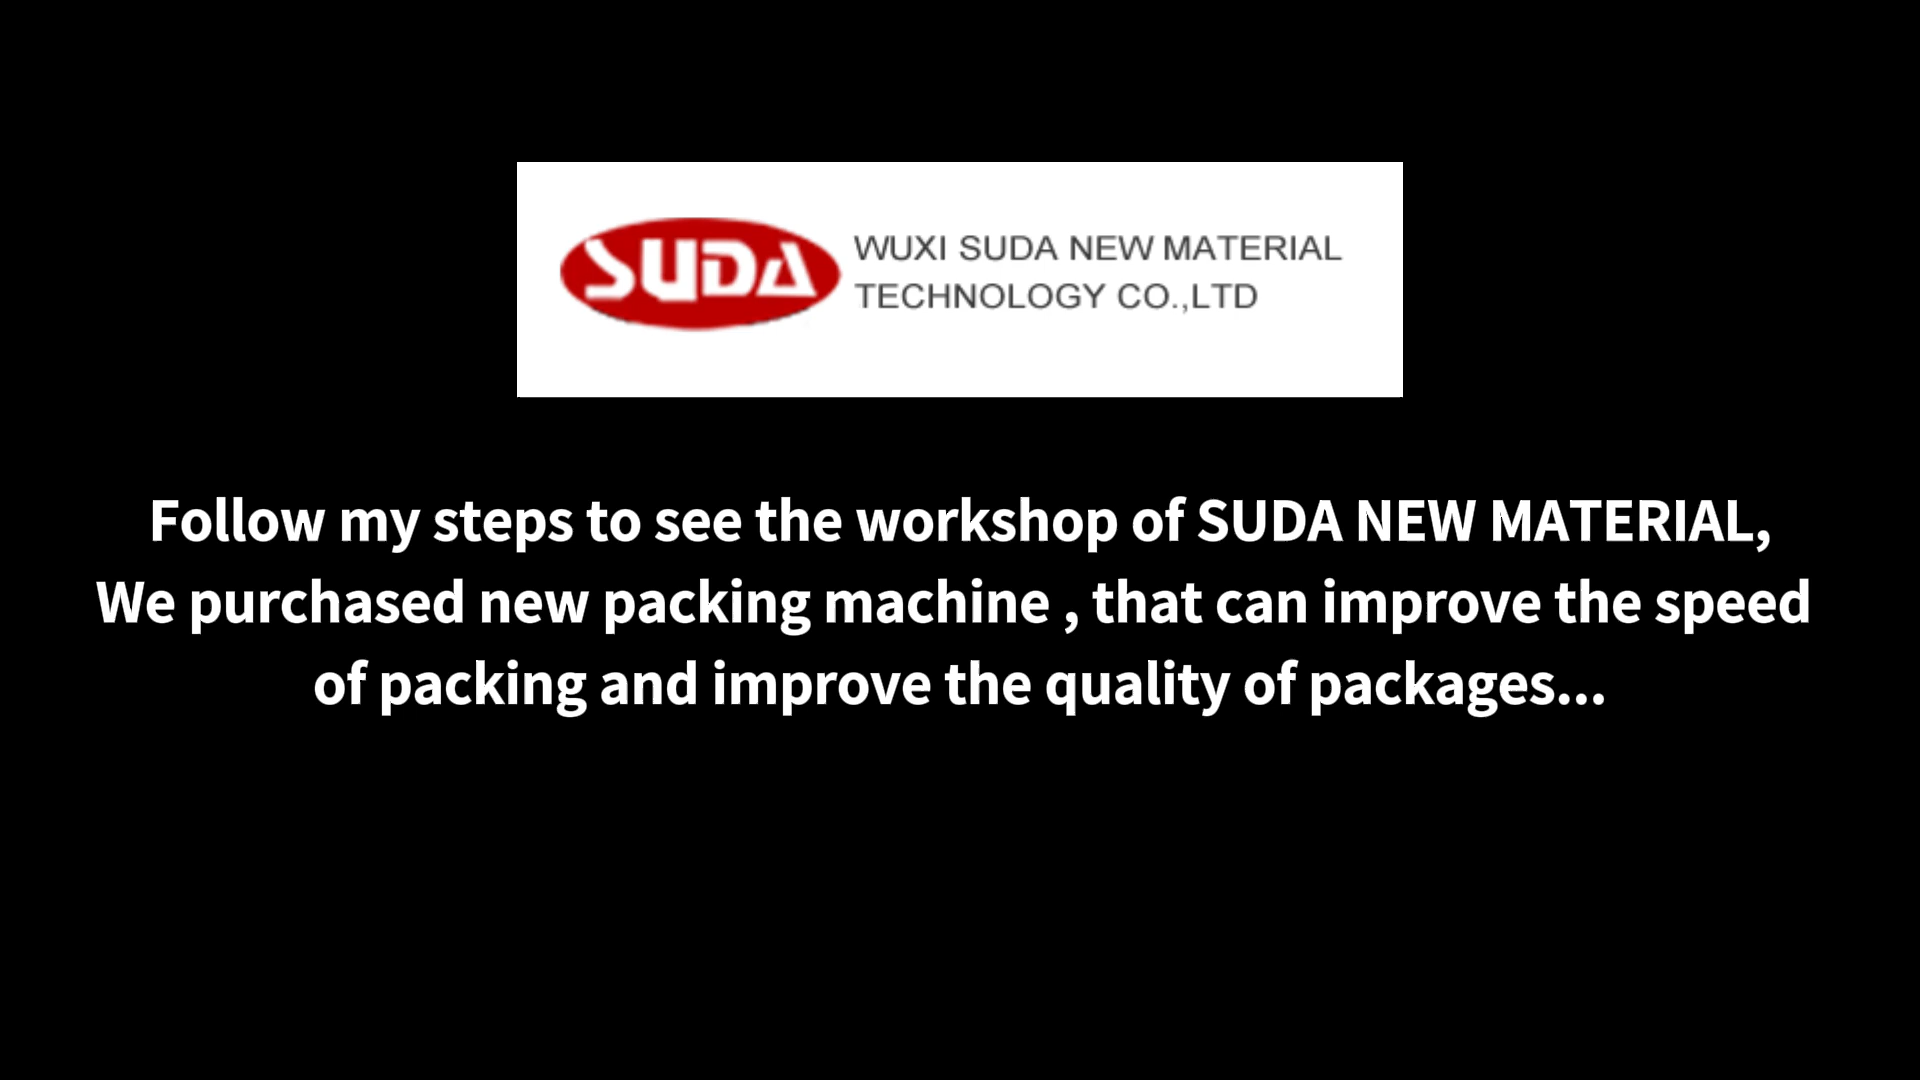 SUDA
WUXI SUDA NEW MATERIAL
TECHNOLOGY CO.,LTD
Follow my steps to see the workshop of SUDA NEW MATERIAL,
We purchased new packing machine , that can improve the speed
of packing and improve the quality of packages...